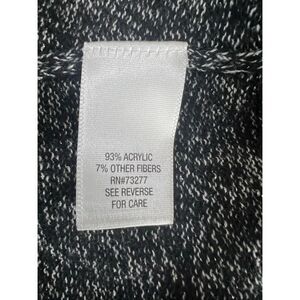 93% ACRYLIC
7% OTHER FIBERS
RN#73277
SEE REVERSE
FOR CARE